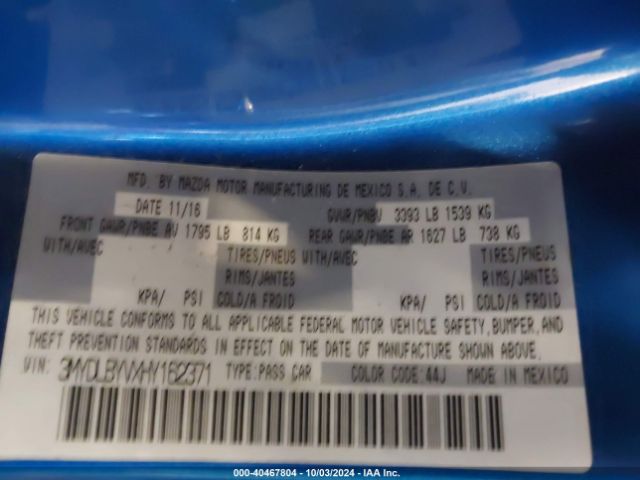 MFD. BY MAZDA MOTOR MANUFACTURING DE MEXICO S.A. DE C.V.
DATE 11/16 GVWR/PNBV 3393 LB 1539 KG
FRONT GAWR/PNBE AV 1795 LB 814 KG REAR GAWR/PNBE AR 1627 LB 738 KG
WITH/AVEC TIRES/PNEUS WITH/AVEC TIRES/PNEUS
RIMS/JANTES RIMS/JANTES
KPA/ PSI COLD/A FROID KPA/ PSI COLD/A FROID
THIS VEHICLE CONFORMS TO ALL APPLICABLE FEDERAL MOTOR VEHICLE SAFETY, BUMPER, AND
THEFT PREVENTION STANDARDS IN EFFECT ON THE DATE OF MANUFACTURE SHOWN ABOVE.
VIN: 3MYDLBYVXHY162371 TYPE:PASS CAR COLOR CODE:44J MADE IN MEXICO
000-40467804 - 10/03/2024 - IAA Inc.